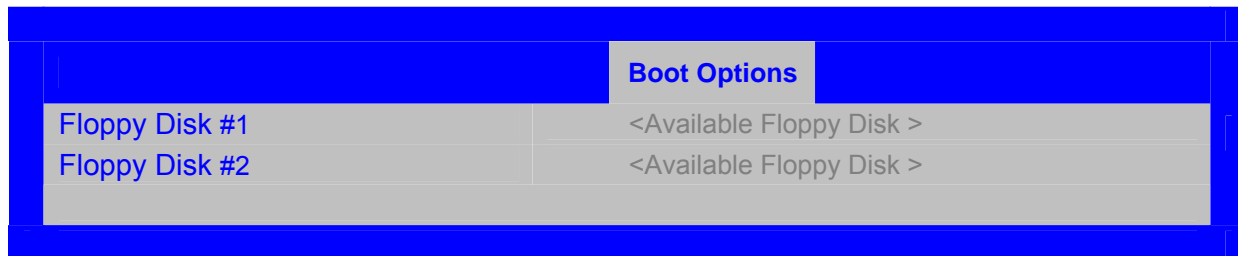 Boot Options
Floppy Disk #1 <Available Floppy Disk >
Floppy Disk #2 <Available Floppy Disk >